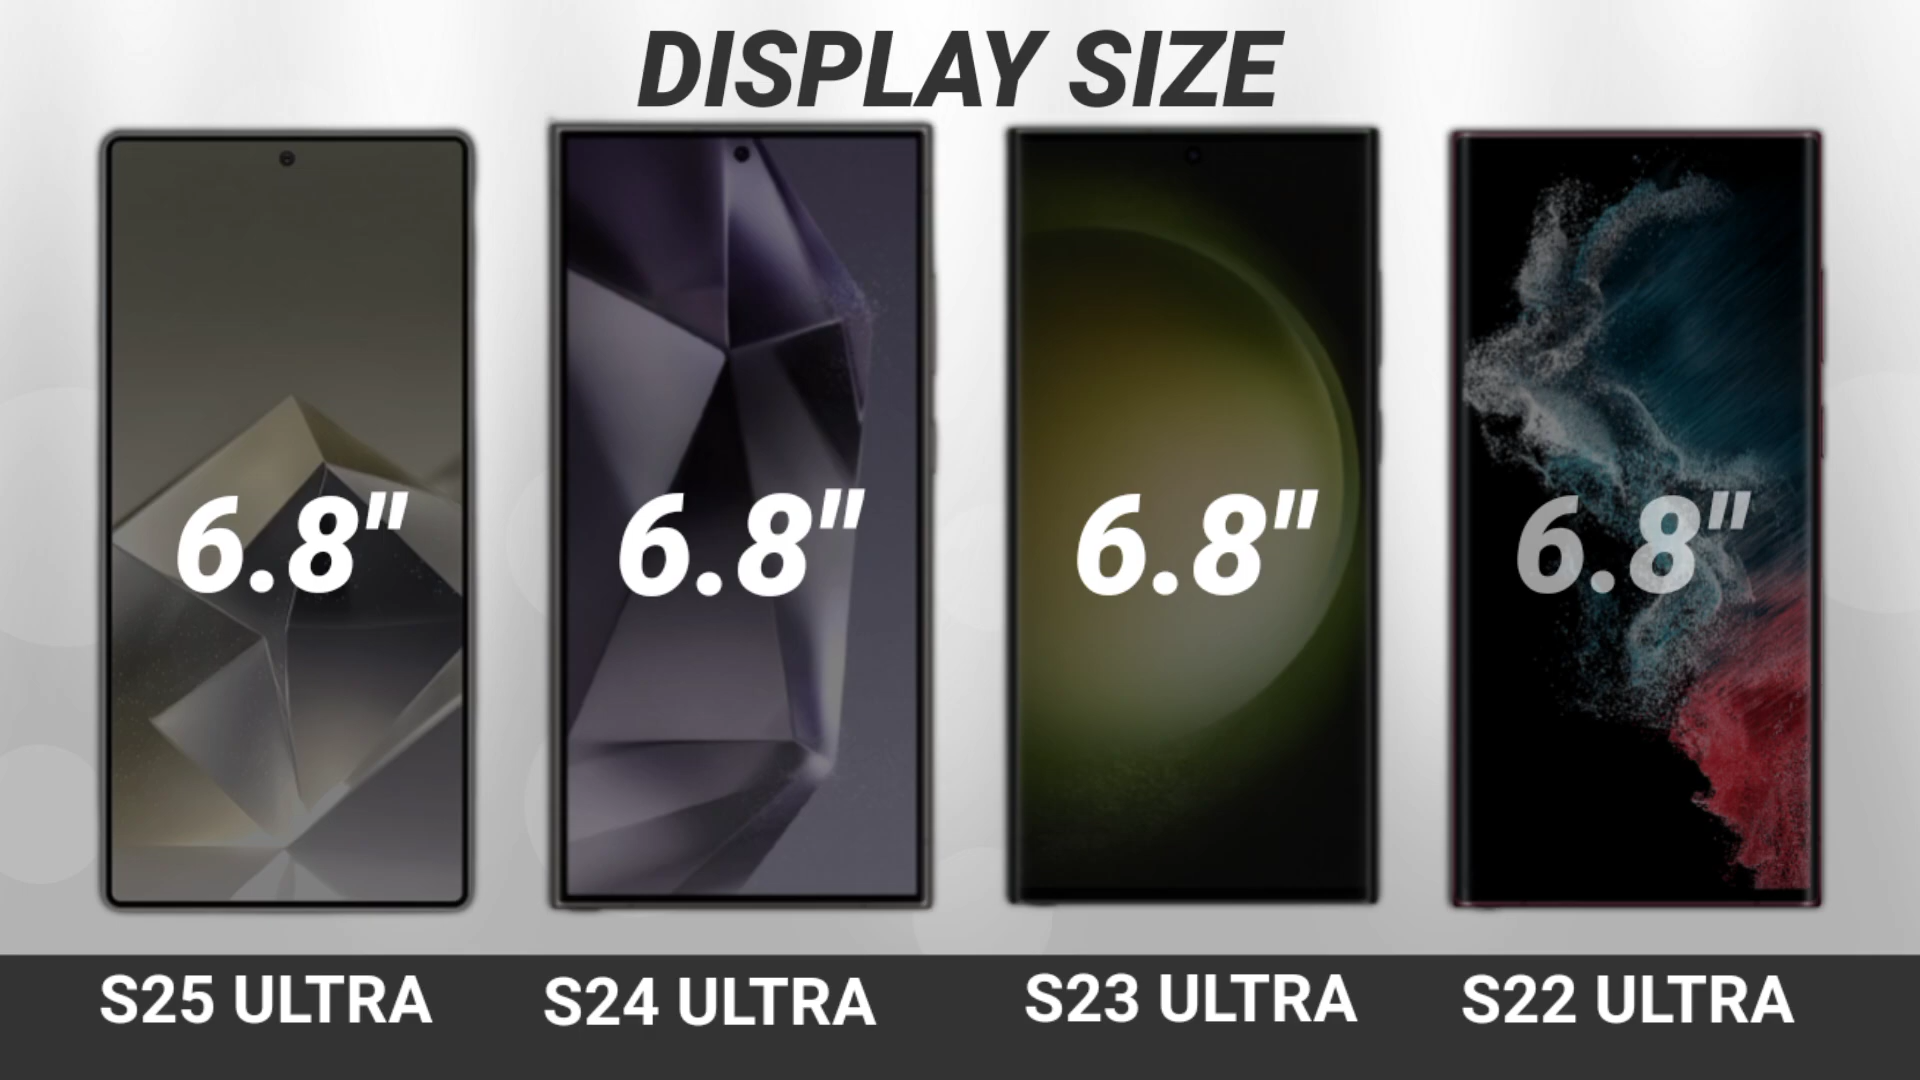 DISPLAY SIZE
6.8" 6.8" 6.8" 6.8"
S25 ULTRA S24 ULTRA S23 ULTRA S22 ULTRA